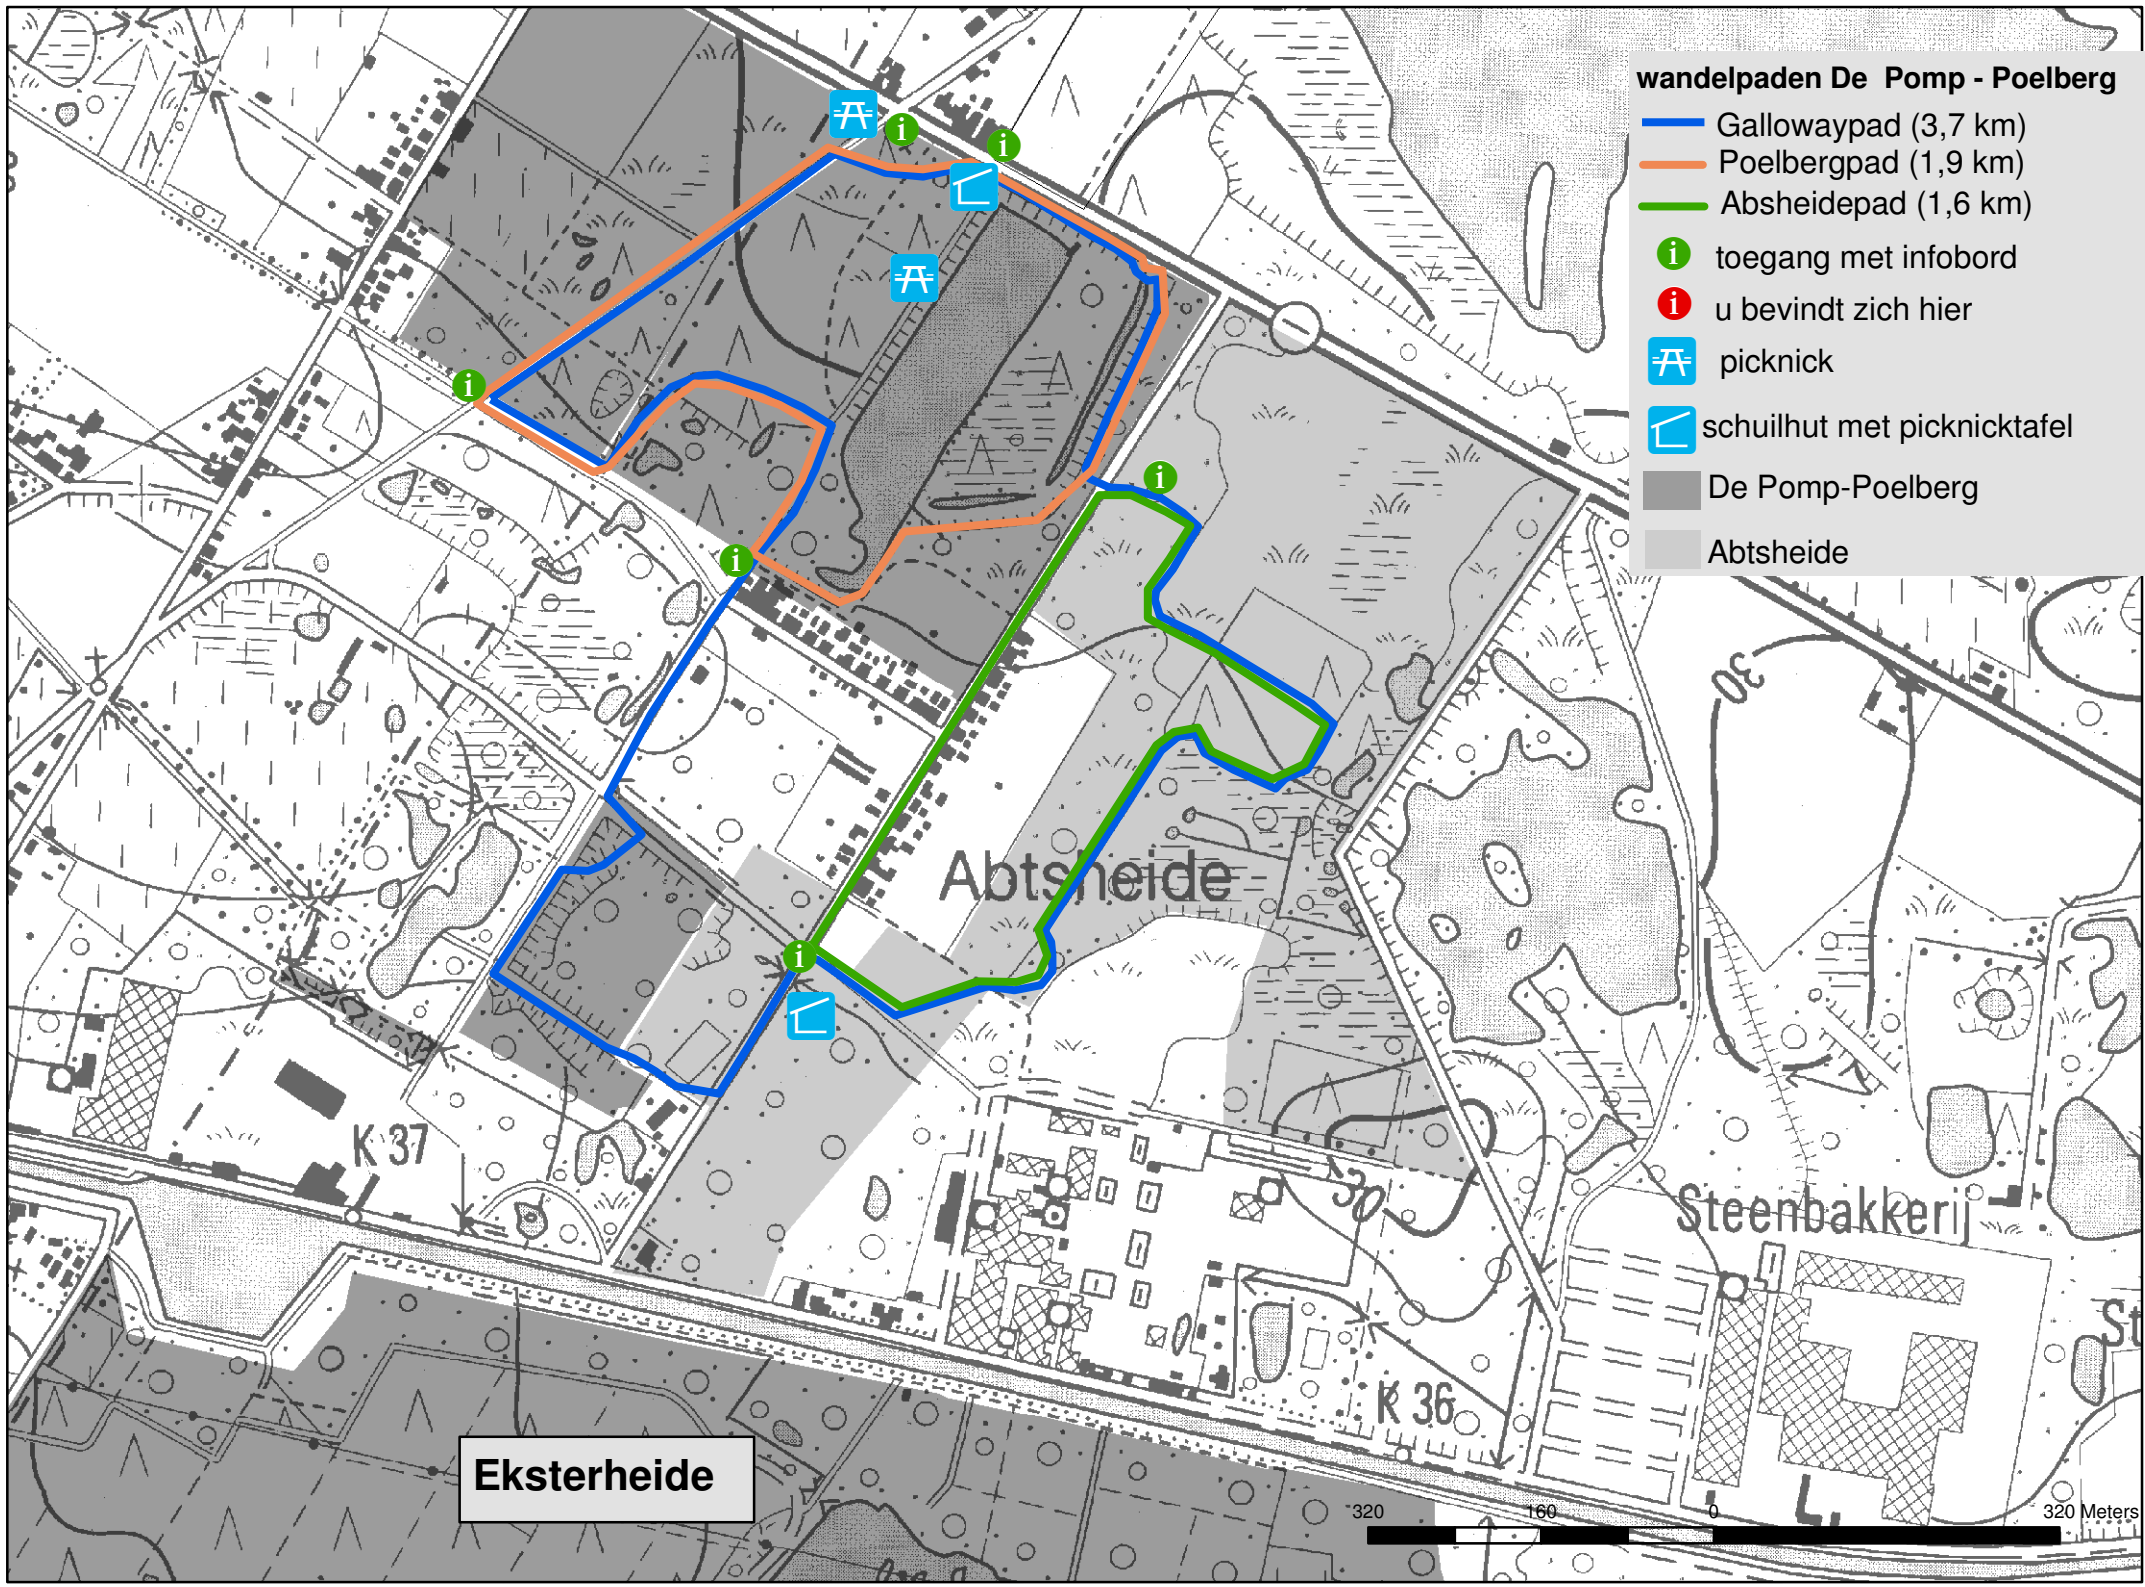 wandelpaden De Pomp - Poelberg
Gallowaypad (3,7 km)
Poelbergpad (1,9 km)
Absheidepad (1,6 km)
i toegang met infobord
i u bevindt zich hier
picknick
schuilhut met picknicktafel
De Pomp-Poelberg
Abtsheide
i
i
i
i
i
30
Abtsheide
i
K 37
30
Steenbakkerij
St
K 36
Eksterheide
320 160 0 320 Meters